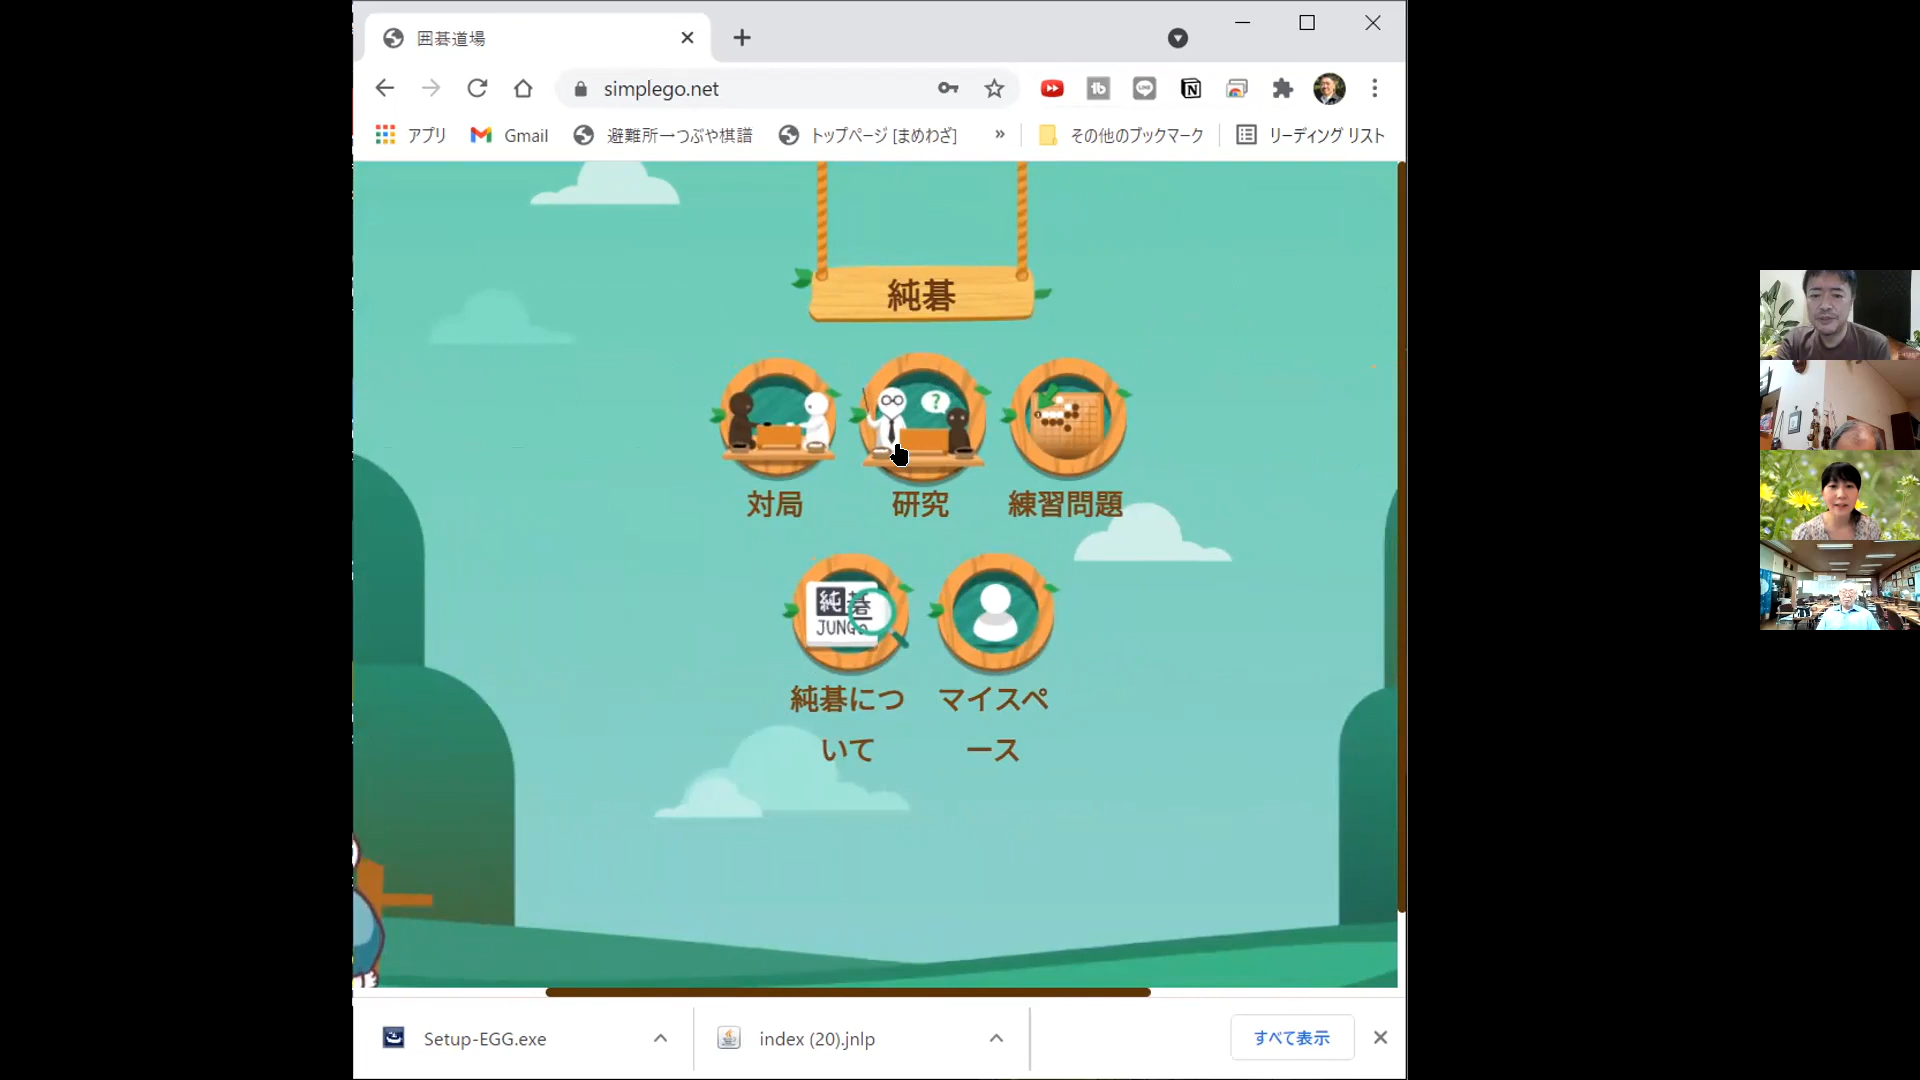 囲碁道場
simplego.net
アプリ
Gmail
避難所→つぶや棋譜
トップページ [まめわざ]
»
その他のブックマーク
リーディング リスト
純碁
?
対局
研究
練習問題
純碁
JUNGO
純碁につ
いて
マイスペ
ース
Setup-EGG.exe
index (20).jnlp
すべて表示